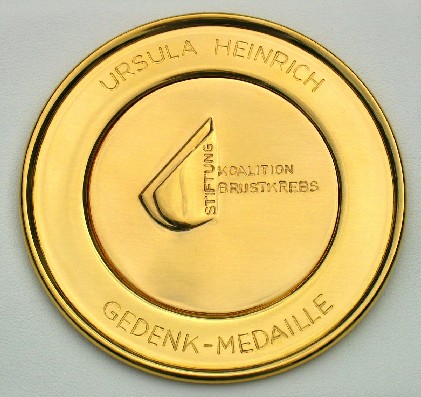 URSULA HEINRICH
STIFTUNG
KOALITION
BRUSTKREBS
GEDENK-MEDAILLE